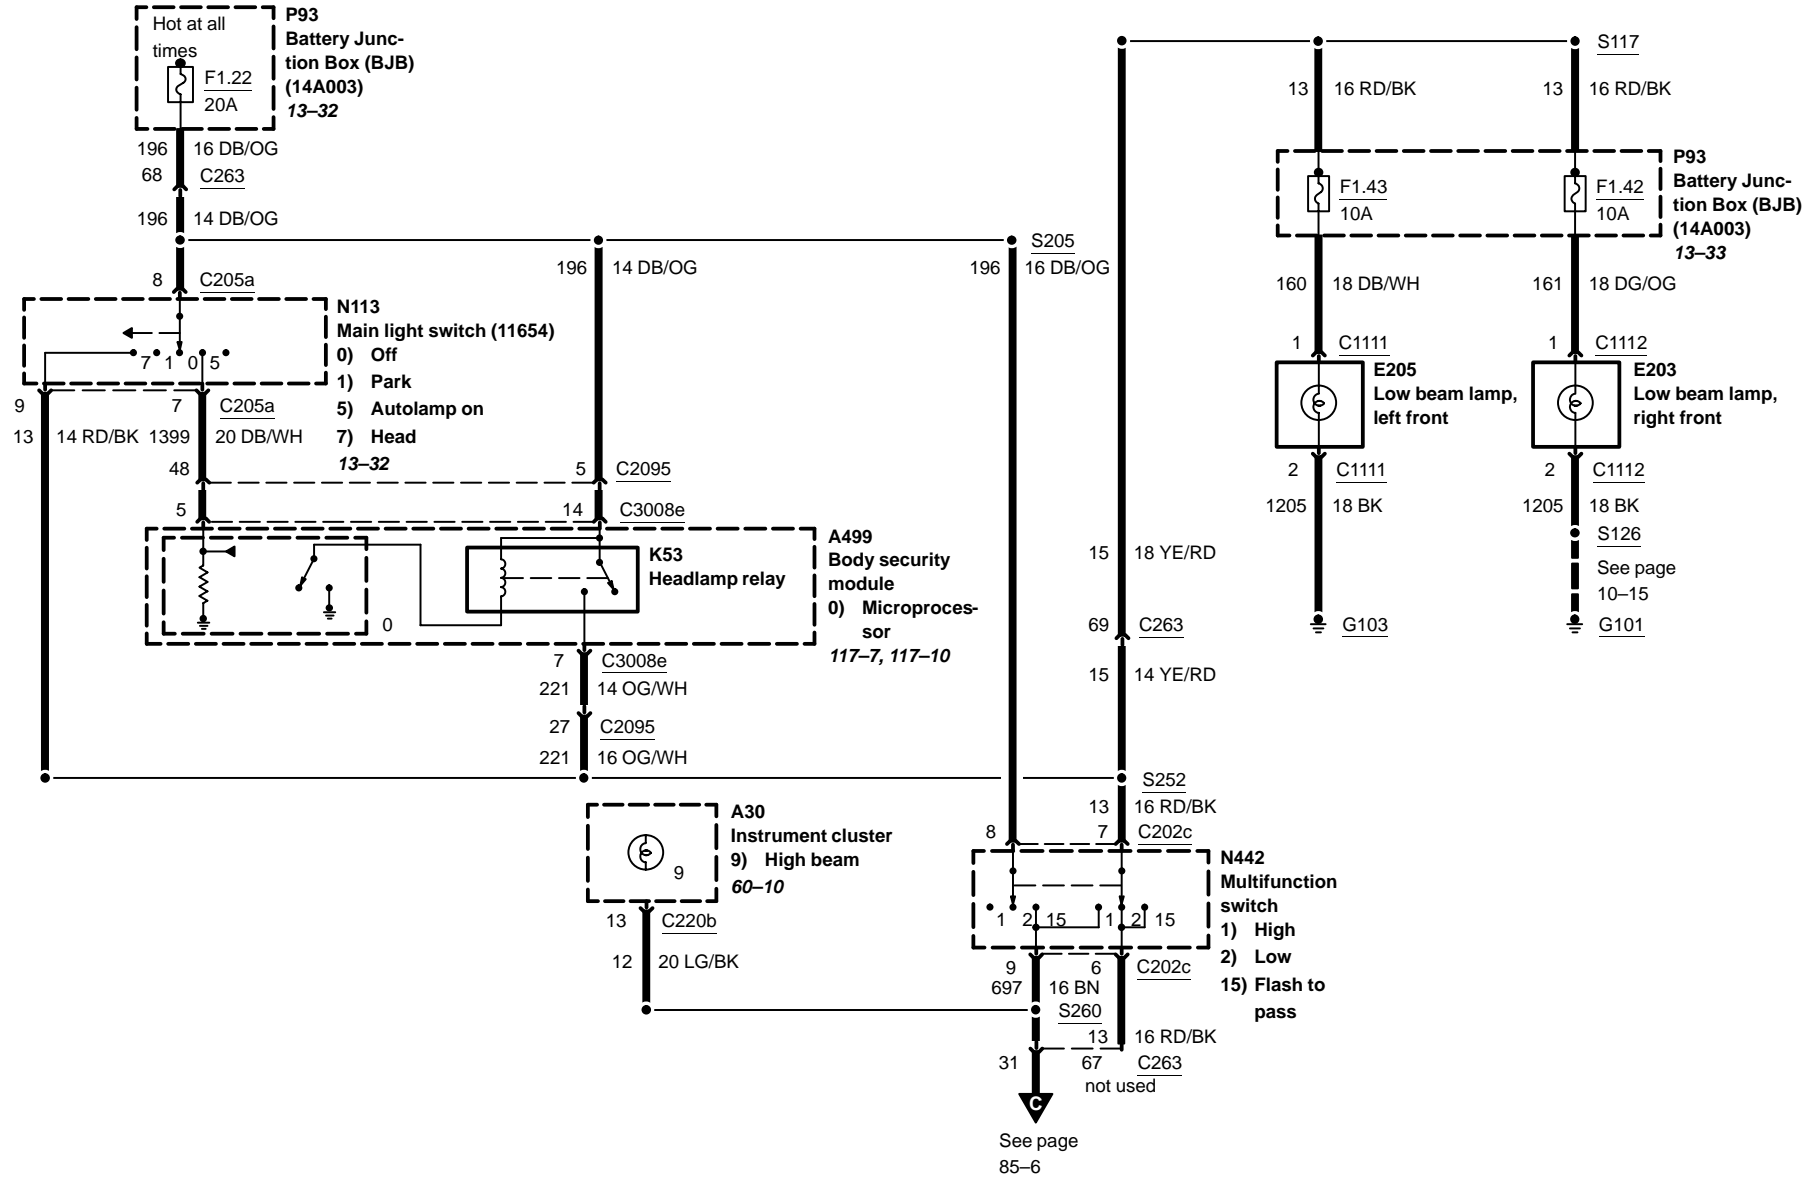 Hot at all
times
F1.22
20A
P93
Battery Junc-
tion Box (BJB)
(14A003)
13–32
196 16 DB/OG
68 C263
196 14 DB/OG
8 C205a
N113
Main light switch (11654)
0) Off
1) Park
5) Autolamp on
7) Head
13–32
7 1 0 5
9 7 C205a
13 14 RD/BK 1399 20 DB/WH
48 5 C2095
5 14 C3008e
196 14 DB/OG
S205
196 16 DB/OG
A499
Body security
module
0) Microproces-
sor
117–7, 117–10
K53
Headlamp relay
0
7 C3008e
221 14 OG/WH
27 C2095
221 16 OG/WH
A30
Instrument cluster
9) High beam
60–10
9
13 C220b
12 20 LG/BK
S117
13 16 RD/BK
13 16 RD/BK
P93
Battery Junc-
tion Box (BJB)
(14A003)
13–33
F1.43
10A
F1.42
10A
160 18 DB/WH
161 18 DG/OG
1 C1111
1 C1112
E205
Low beam lamp,
left front
E203
Low beam lamp,
right front
2 C1111
2 C1112
1205 18 BK
1205 18 BK
S126
See page
10–15
G103
G101
15 18 YE/RD
69 C263
15 14 YE/RD
S252
13 16 RD/BK
8 7 C202c
N442
Multifunction
switch
1) High
2) Low
15) Flash to
pass
1 2 15 1 2 15
9 6 C202c
697 16 BN
S260
13 16 RD/BK
31 67 C263
not used
C
See page
85–6